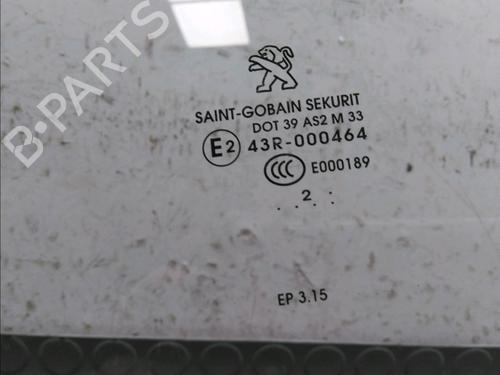 B-PARTS
SAINT-GOBAIN SEKURIT
DOT 39 AS2 M 33
E2 43R-000464
CCC E000189
. . 2 . .
EP 3.15